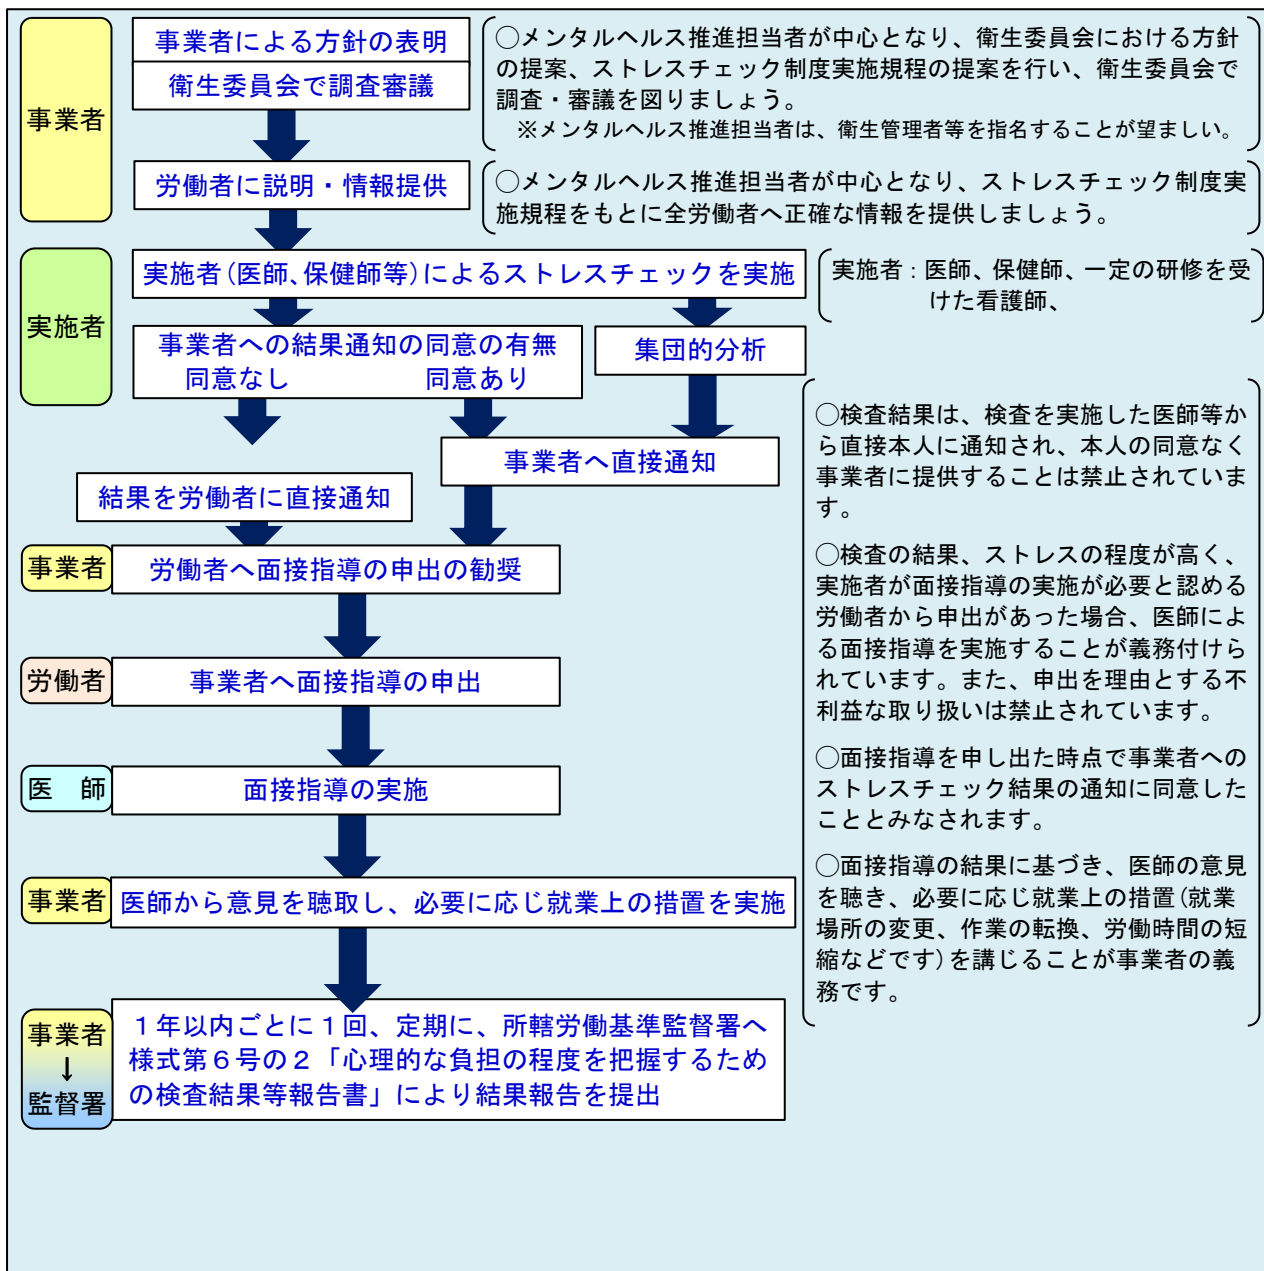 事業者
事業者による方針の表明
衛生委員会で調査審議
◯メンタルヘルス推進担当者が中心となり、衛生委員会における方針
の提案、ストレスチェック制度実施規程の提案を行い、衛生委員会で
調査・審議を図りましょう。
※メンタルヘルス推進担当者は、衛生管理者等を指名することが望ましい。
労働者に説明・情報提供
◯メンタルヘルス推進担当者が中心となり、ストレスチェック制度実
施規程をもとに全労働者へ正確な情報を提供しましょう。
実施者
実施者(医師、保健師等)によるストレスチェックを実施
実施者:医師、保健師、一定の研修を受
けた看護師、
事業者への結果通知の同意の有無
同意なし 同意あり
集団的分析
事業者へ直接通知
結果を労働者に直接通知
◯検査結果は、検査を実施した医師等か
ら直接本人に通知され、本人の同意なく
事業者に提供することは禁止されていま
す。
◯検査の結果、ストレスの程度が高く、
実施者が面接指導の実施が必要と認める
労働者から申出があった場合、医師によ
る面接指導を実施することが義務付けら
れています。また、申出を理由とする不
利益な取り扱いは禁止されています。
◯面接指導を申し出た時点で事業者への
ストレスチェック結果の通知に同意した
こととみなされます。
◯面接指導の結果に基づき、医師の意見
を聴き、必要に応じ就業上の措置(就業
場所の変更、作業の転換、労働時間の短
縮などです)を講じることが事業者の義
務です。
事業者
労働者へ面接指導の申出の勧奨
労働者
事業者へ面接指導の申出
医 師
面接指導の実施
事業者
医師から意見を聴取し、必要に応じ就業上の措置を実施
事業者
↓
監督署
1年以内ごとに1回、定期に、所轄労働基準監督署へ
様式第6号の2「心理的な負担の程度を把握するため
の検査結果等報告書」により結果報告を提出